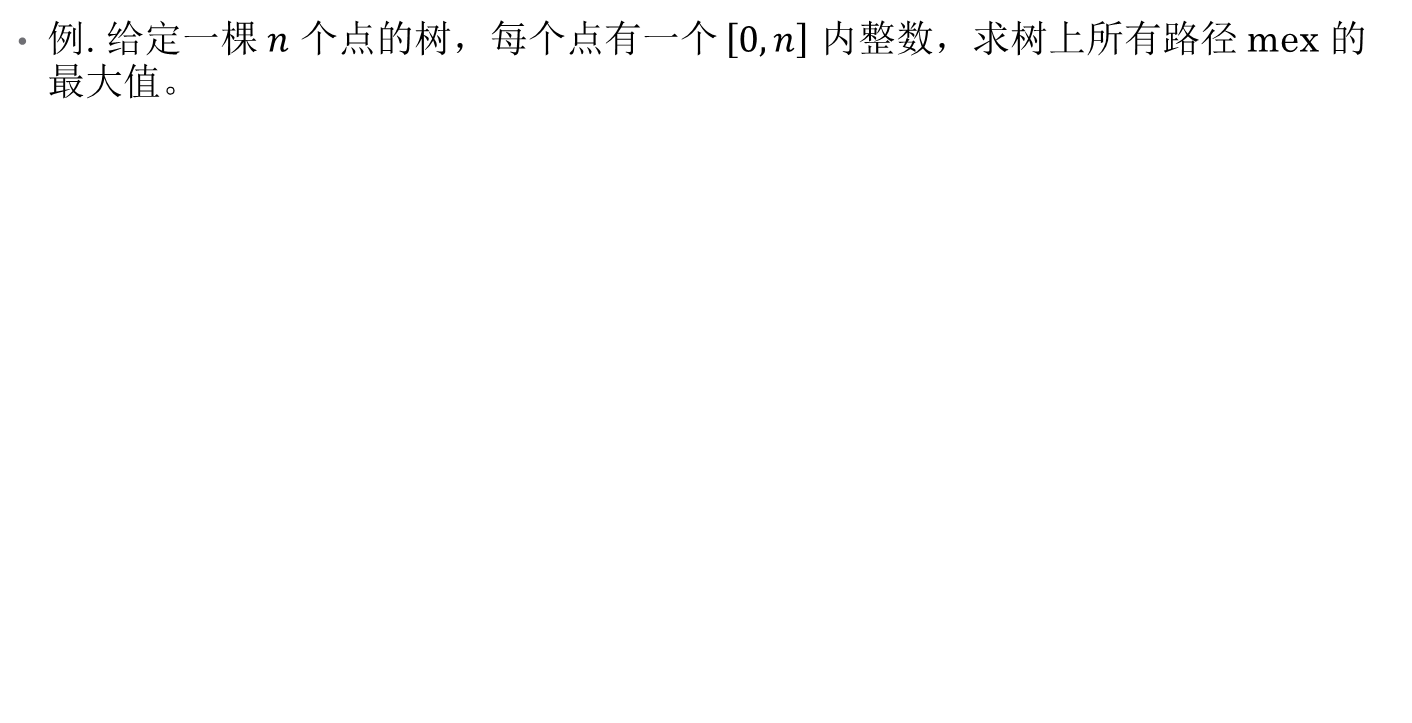 • 例. 给定一棵 n 个点的树，每个点有一个 [0, n] 内整数，求树上所有路径 mex 的
最大值。